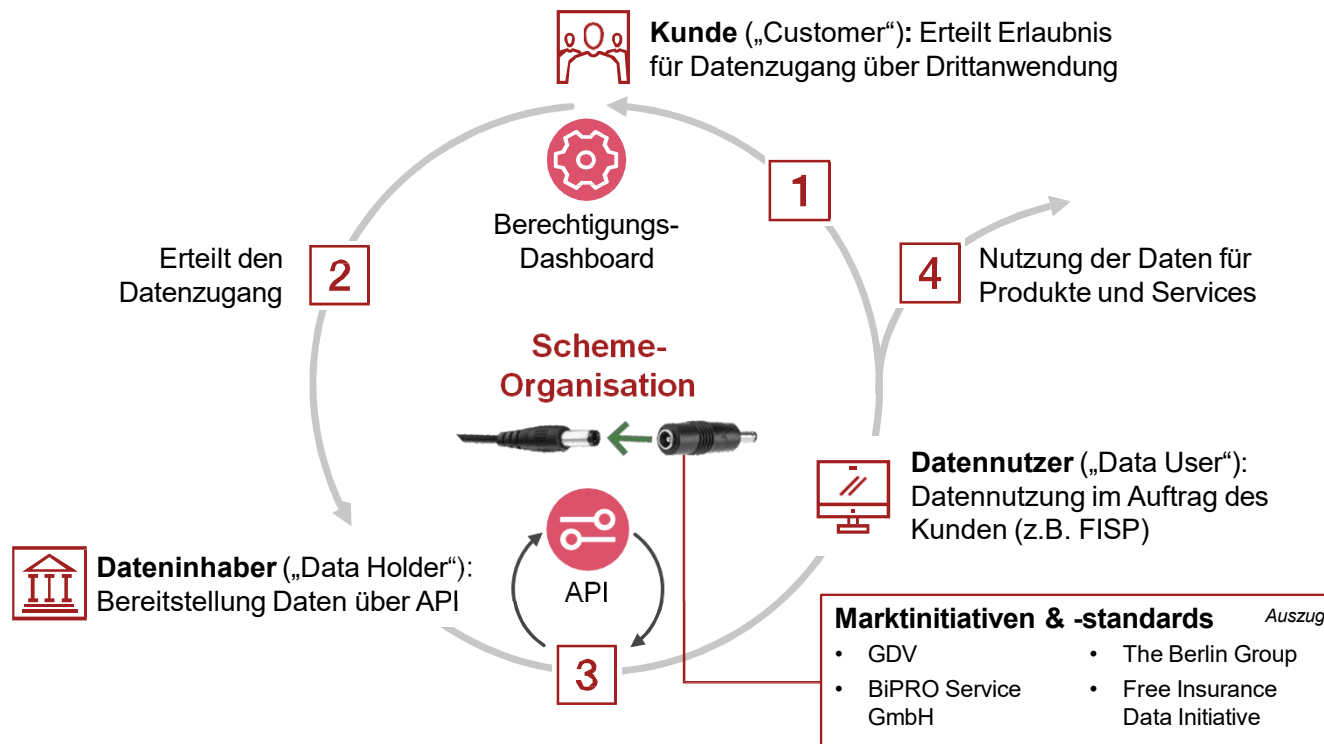 Kunde („Customer“): Erteilt Erlaubnis
für Datenzugang über Drittanwendung
1
Berechtigungs-
Dashboard
Erteilt den
Datenzugang
2
4
Nutzung der Daten für
Produkte und Services
Scheme-
Organisation
Datennutzer („Data User“):
Datennutzung im Auftrag des
Kunden (z.B. FISP)
Dateninhaber („Data Holder“):
Bereitstellung Daten über API
API
3
Marktinitiativen & -standards
Auszug
• GDV
• BiPRO Service
GmbH
• The Berlin Group
• Free Insurance
Data Initiative